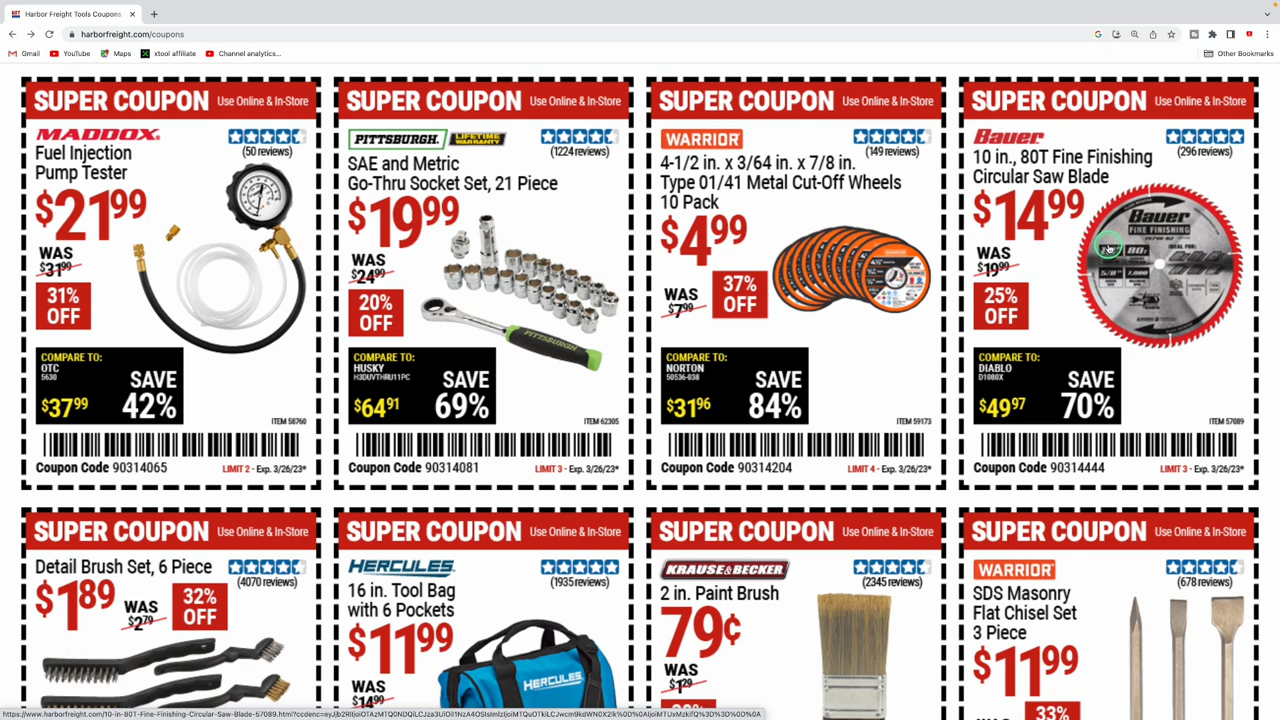 Harbor Freight Tools Coupons
harborfreight.com/coupons
Gmail YouTube Maps xtool affiliate Channel analytics... Other Bookmarks
SUPER COUPON Use Online & In-Store
MADDOX
(50 reviews)
Fuel Injection
Pump Tester
$21.99
WAS
$31.99
31%
OFF
COMPARE TO:
OTC
5630
$37.99
SAVE
42%
ITEM 58760
Coupon Code 90314065
LIMIT 2 - Exp. 3/26/23*
SUPER COUPON Use Online & In-Store
PITTSBURGH. LIFETIME WARRANTY
(1224 reviews)
SAE and Metric
Go-Thru Socket Set, 21 Piece
$19.99
WAS
$24.99
20%
OFF
PITTSBURGH
COMPARE TO:
HUSKY
H3DUVTHRU11PC
$64.91
SAVE
69%
ITEM 62305
Coupon Code 90314081
LIMIT 3 - Exp. 3/26/23*
SUPER COUPON Use Online & In-Store
WARRIOR
(149 reviews)
4-1/2 in. x 3/64 in. x 7/8 in.
Type 01/41 Metal Cut-Off Wheels
10 Pack
$4.99
WAS
$7.99
37%
OFF
COMPARE TO:
NORTON
50536-038
$31.96
SAVE
84%
ITEM 59173
Coupon Code 90314204
LIMIT 4 - Exp. 3/26/23*
SUPER COUPON Use Online & In-Store
Bauer
(296 reviews)
10 in., 80T Fine Finishing
Circular Saw Blade
$14.99
WAS
$19.99
25%
OFF
Bauer
FINE FINISHING
COMPARE TO:
DIABLO
D1080X
$49.97
SAVE
70%
ITEM 57089
Coupon Code 90314444
LIMIT 3 - Exp. 3/26/23*
SUPER COUPON Use Online & In-Store
Detail Brush Set, 6 Piece
(4070 reviews)
$1.89
WAS
$2.79
32%
OFF
SUPER COUPON Use Online & In-Store
HERCULES
(1935 reviews)
16 in. Tool Bag
with 6 Pockets
$11.99
WAS
$14.99
HERCULES
SUPER COUPON Use Online & In-Store
KRAUSE & BECKER
(2345 reviews)
2 in. Paint Brush
79¢
WAS
$1.29
SUPER COUPON Use Online & In-Store
WARRIOR
(678 reviews)
SDS Masonry
Flat Chisel Set
3 Piece
$11.99
33%